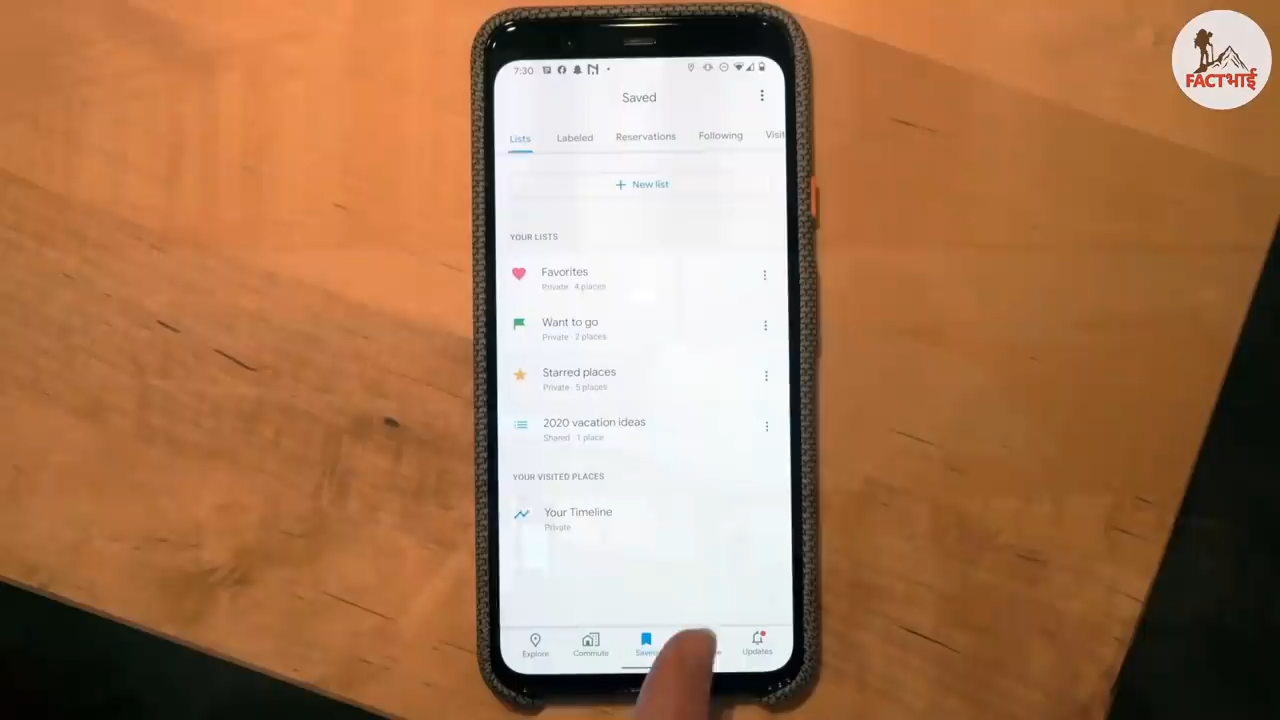 FACTभाई
7:30
Saved
Lists Labeled Reservations Following Visit
+ New list
YOUR LISTS
Favorites
Private · 4 places
Want to go
Private · 2 places
Starred places
Private · 5 places
2020 vacation ideas
Shared · 1 place
YOUR VISITED PLACES
Your Timeline
Private
Explore Commute Saved Updates